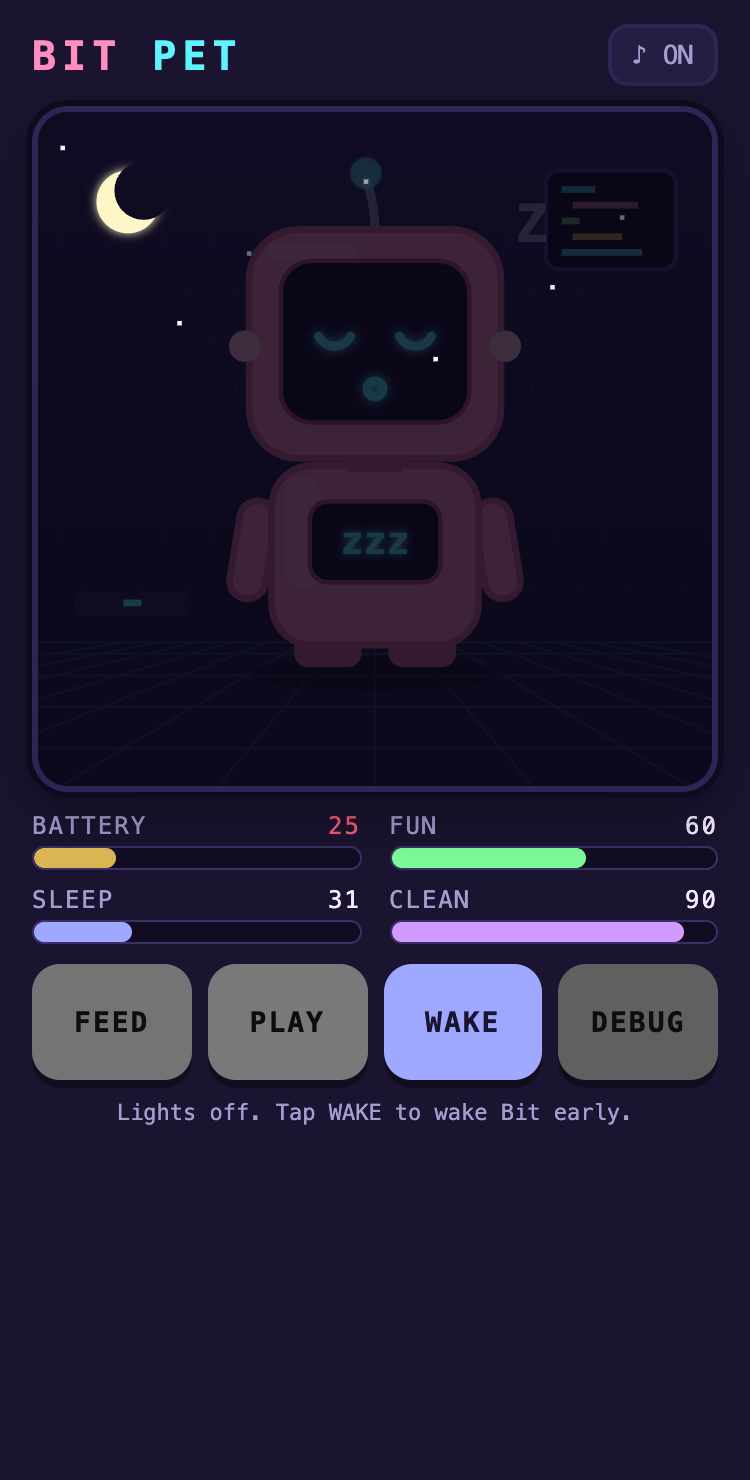 BIT PET
♪ ON
Z
zzz
BATTERY 25 FUN 60
SLEEP 31 CLEAN 90
FEED PLAY WAKE DEBUG
Lights off. Tap WAKE to wake Bit early.